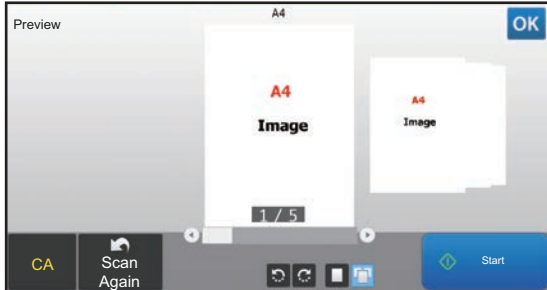 A4
Preview
OK
A4
Image
A4
Image
1 / 5
CA
Scan
Again
Start